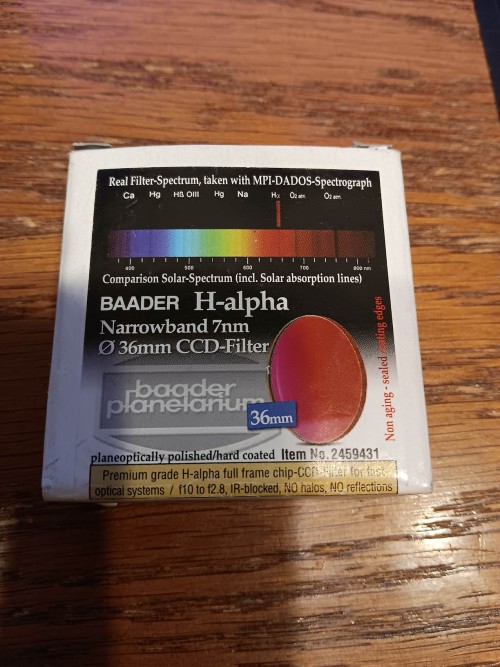 Real Filter-Spectrum, taken with MPI-DADOS-Spectrograph
Ca Hg Hß OIII Hg Na Hα O₂ atm O₂ atm
400 500 600 700 800 nm
Comparison Solar-Spectrum (incl. Solar absorption lines)
BAADER H-alpha
Narrowband 7nm
Ø 36mm CCD-Filter
baader
planetarium
36mm
Non aging - sealed coating edges
planeoptically polished/hard coated Item No. 2459431
Premium grade H-alpha full frame chip-CCD-Filter for fast
optical systems / f10 to f2.8, IR-blocked, NO halos, NO reflections